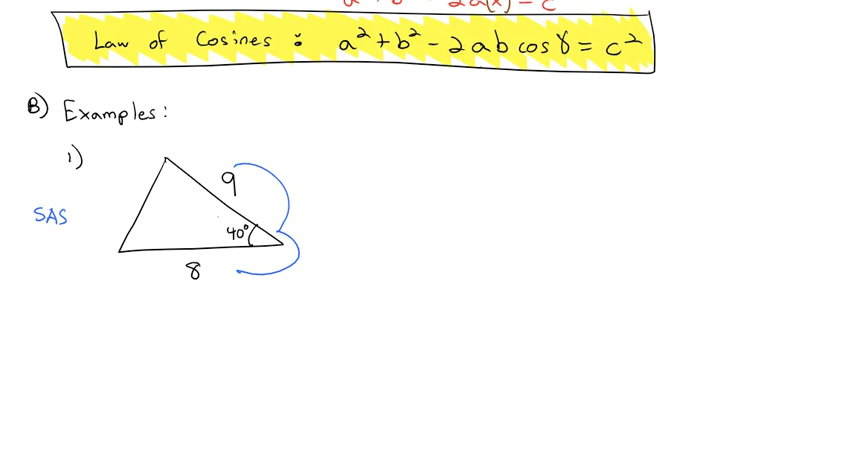 Law of Cosines : a² + b² - 2ab cos γ = c²
B) Examples:
1)
9
SAS
40°
8